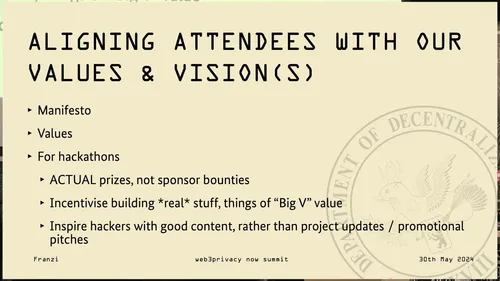 ALIGNING ATTENDEES WITH OUR
VALUES & VISION(S)
‣ Manifesto
‣ Values
‣ For hackathons
‣ ACTUAL prizes, not sponsor bounties
‣ Incentivise building *real* stuff, things of “Big V” value
‣ Inspire hackers with good content, rather than project updates / promotional
pitches
DEPARTMENT OF DECENTRALIZ
Franzi
web3privacy now summit
30th May 2024